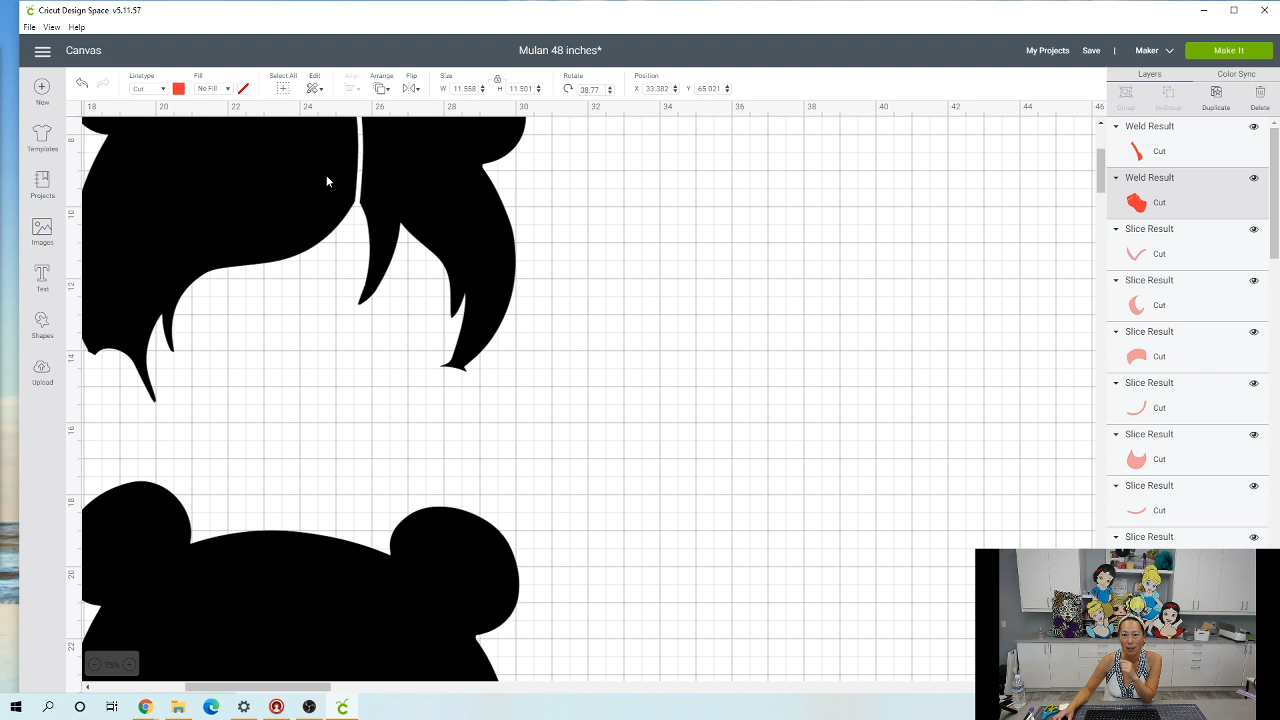 Cricut Design Space v5.11.57
File View Help
Canvas
Mulan 48 inches*
My Projects Save | Maker Make It
Linetype Fill Select All Align Edit Arrange Flip Size Rotate Position
Cut No Fill W 11.558 H 11.501 38.77 X 33.382 Y 65.021
Layers Color Sync
Group UnGroup Duplicate Delete
18 20 22 24 26 28 30 32 34 36 38 40 42 44 46
8
10
12
14
16
18
20
22
New
Templates
Projects
Images
Text
Shapes
Upload
Weld Result
Cut
Weld Result
Cut
Slice Result
Cut
Slice Result
Cut
Slice Result
Cut
Slice Result
Cut
Slice Result
Cut
Slice Result
Cut
Slice Result
75%